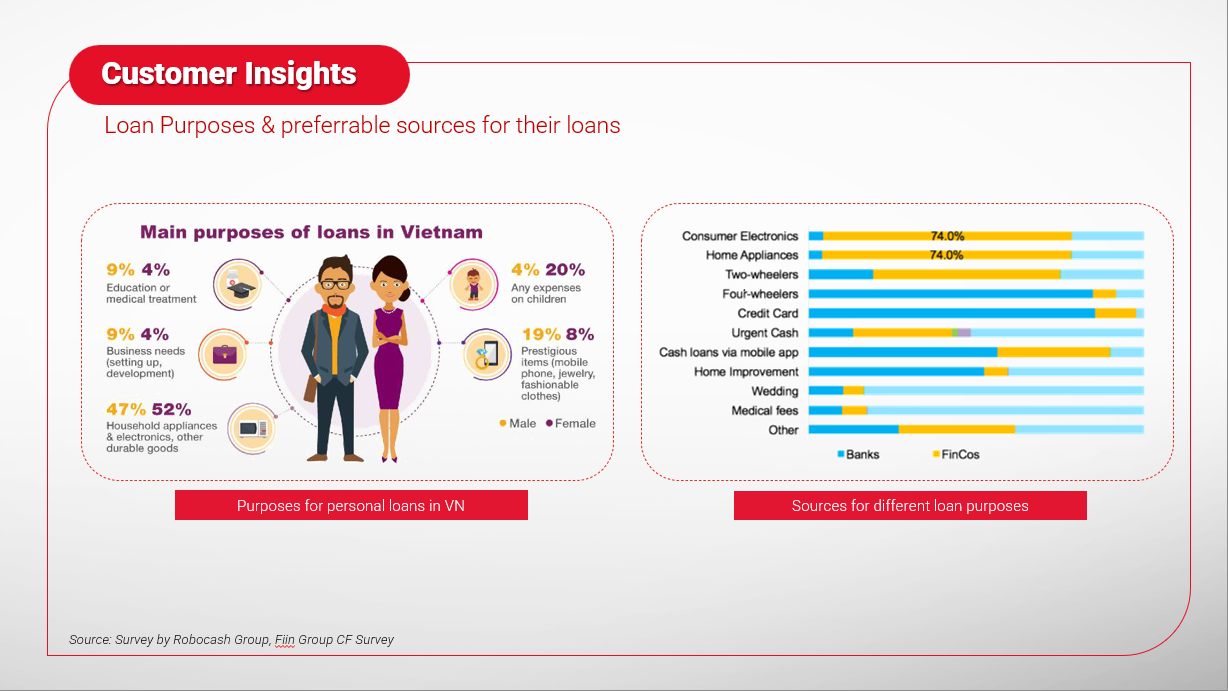 Customer Insights
Loan Purposes & preferrable sources for their loans
Main purposes of loans in Vietnam
9% 4%
Education or
medical treatment
9% 4%
Business needs
(setting up,
development)
47% 52%
Household appliances
& electronics, other
durable goods
4% 20%
Any expenses
on children
19% 8%
Prestigious
items (mobile
phone, jewelry,
fashionable
clothes)
Male Female
Purposes for personal loans in VN
Consumer Electronics 74.0%
Home Appliances 74.0%
Two-wheelers
Four-wheelers
Credit Card
Urgent Cash
Cash loans via mobile app
Home Improvement
Wedding
Medical fees
Other
Banks FinCos
Sources for different loan purposes
Source: Survey by Robocash Group, Fiin Group CF Survey